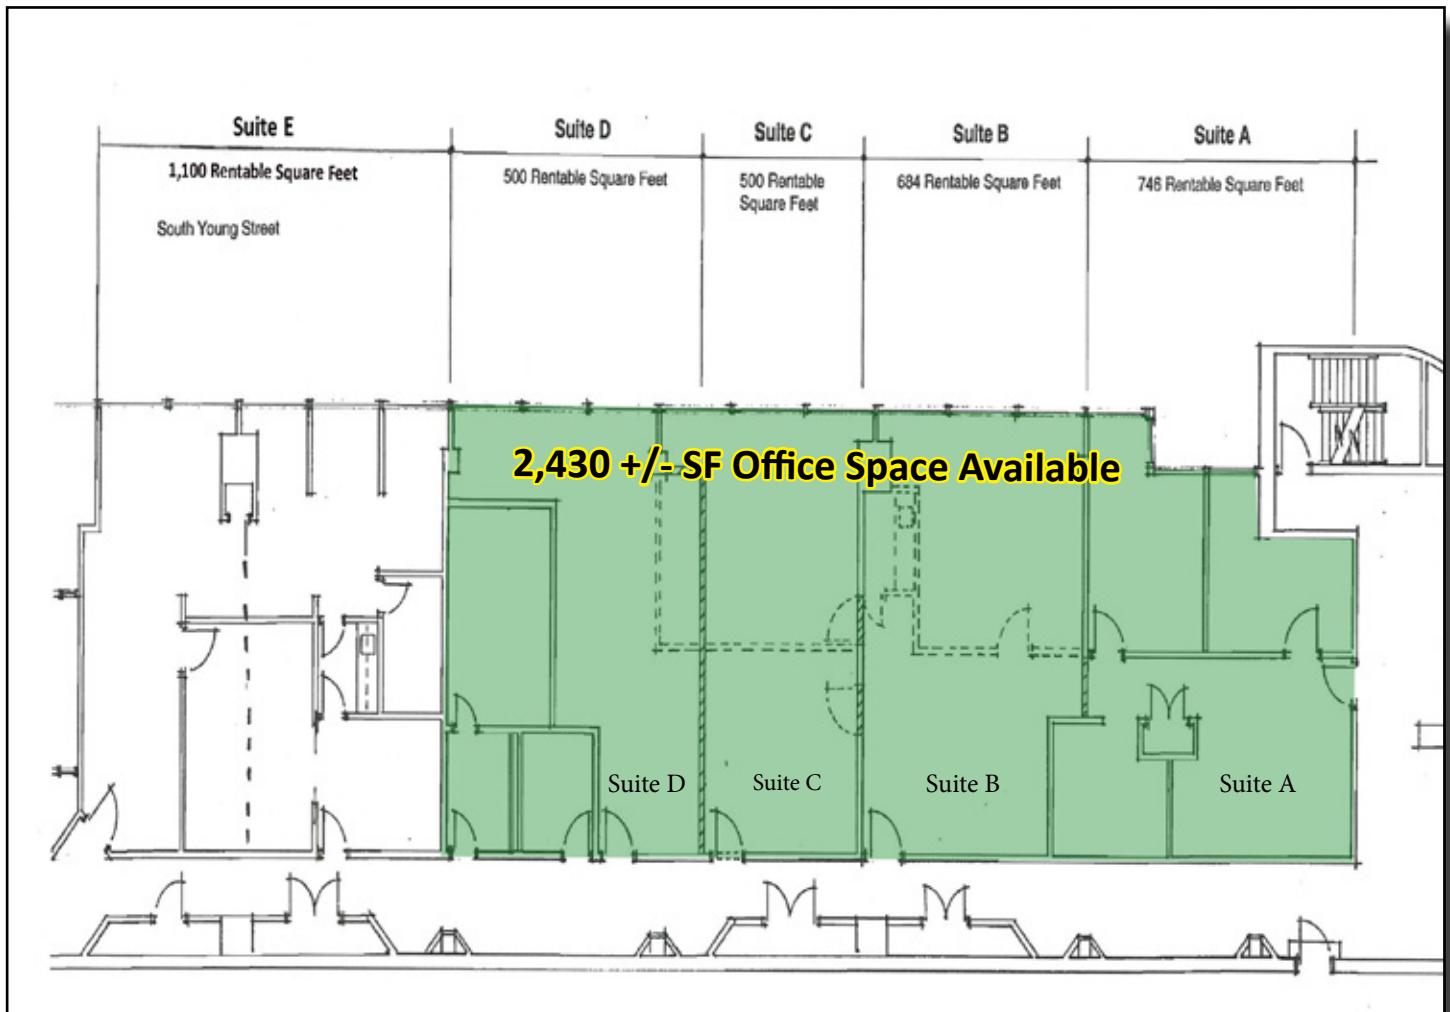 Suite E
Suite D
Suite C
Suite B
Suite A
1,100 Rentable Square Feet
500 Rentable Square Feet
500 Rentable
Square Feet
684 Rentable Square Feet
746 Rentable Square Feet
South Young Street
2,430 +/- SF Office Space Available
Suite D
Suite C
Suite B
Suite A